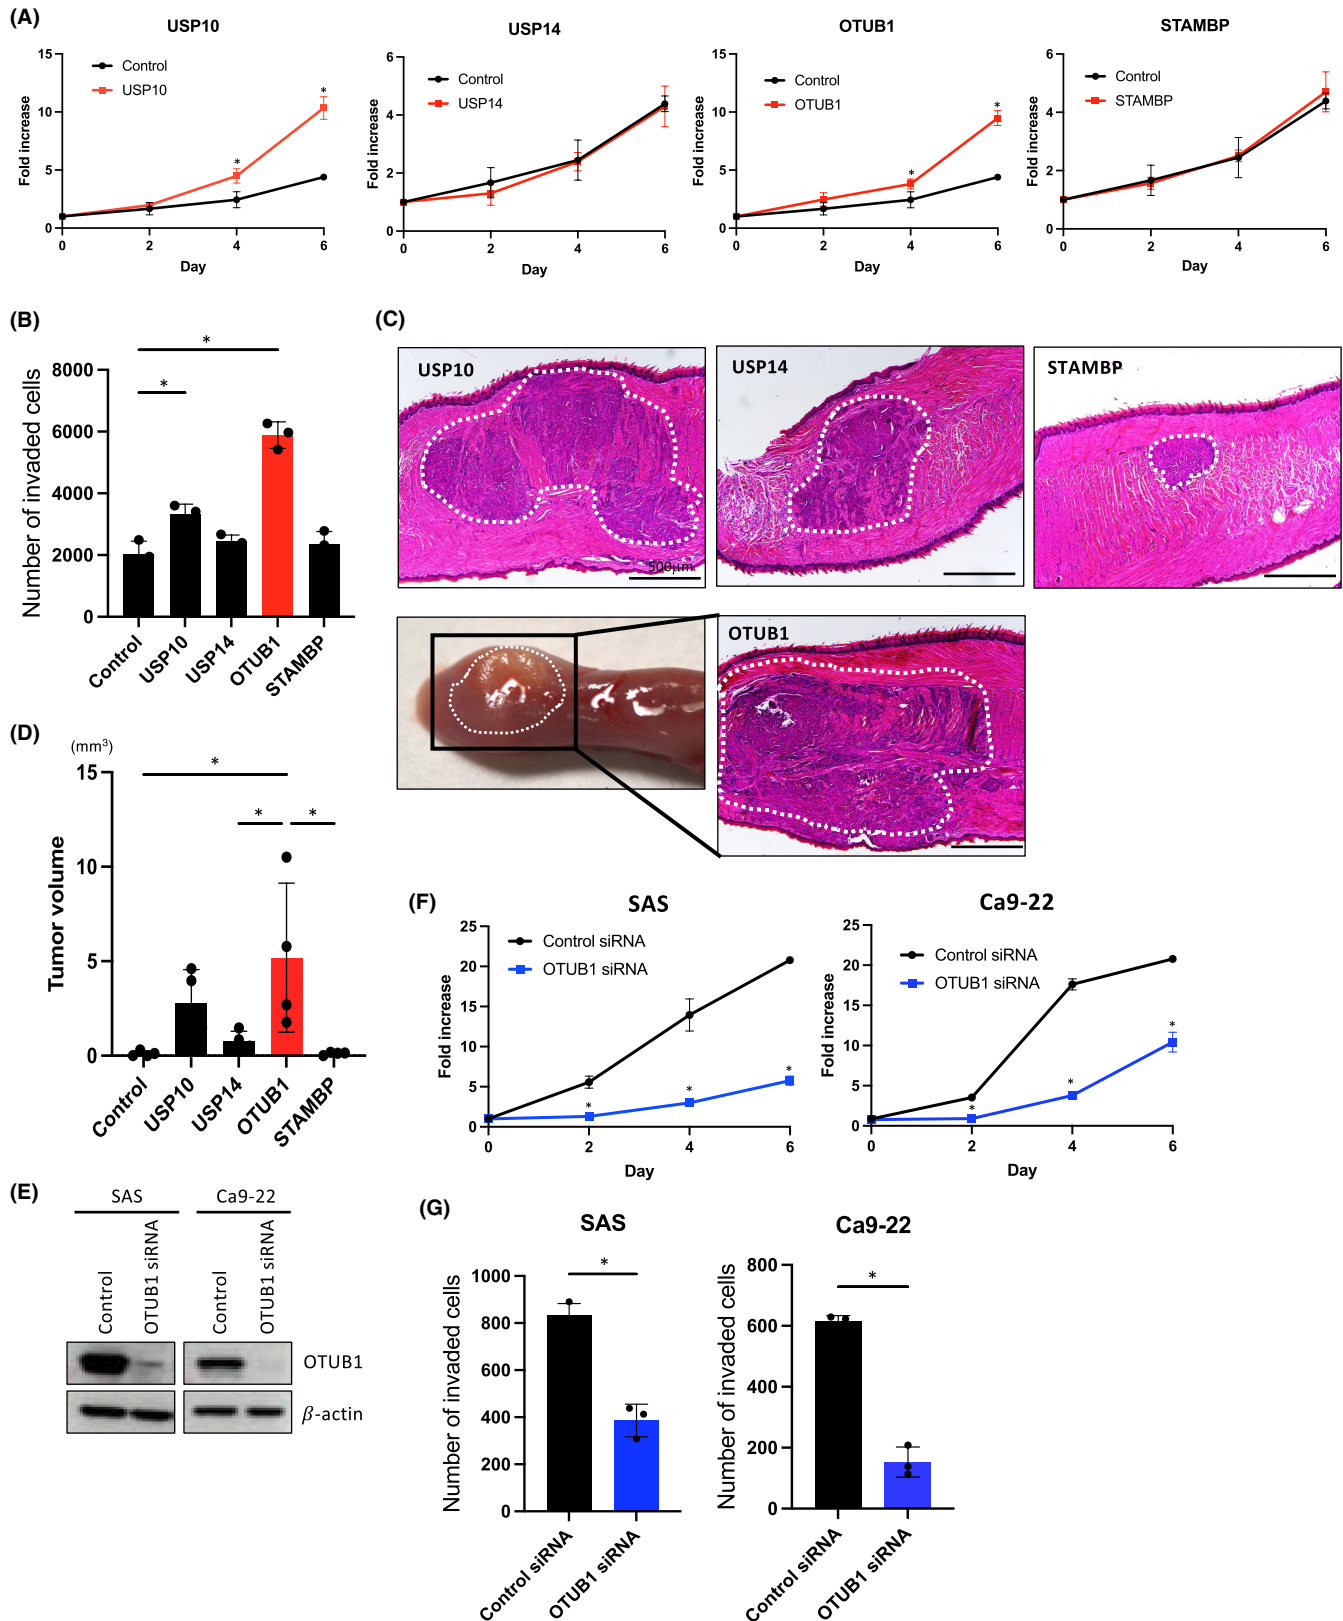 (A)
USP10
15
10
5
0
Fold increase
Control
USP10
*
*
0
2
4
6
Day
USP14
6
4
2
0
Fold increase
Control
USP14
0
2
4
6
Day
OTUB1
15
10
5
0
Fold increase
Control
OTUB1
*
*
0
2
4
6
Day
STAMBP
6
4
2
0
Fold increase
Control
STAMBP
0
2
4
6
Day
(B)
8000
6000
4000
2000
0
Number of invaded cells
*
*
Control
USP10
USP14
OTUB1
STAMBP
(C)
USP10
500μm
USP14
STAMBP
OTUB1
(D)
(mm³)
15
10
5
0
Tumor volume
*
*
*
Control
USP10
USP14
OTUB1
STAMBP
(E)
SAS
Ca9-22
Control
OTUB1 siRNA
Control
OTUB1 siRNA
OTUB1
β-actin
(F)
SAS
25
20
15
10
5
0
Fold increase
Control siRNA
OTUB1 siRNA
*
*
*
0
2
4
6
Day
Ca9-22
25
20
15
10
5
0
Fold increase
Control siRNA
OTUB1 siRNA
*
*
*
0
2
4
6
Day
(G)
SAS
1000
800
600
400
200
0
Number of invaded cells
*
Control siRNA
OTUB1 siRNA
Ca9-22
800
600
400
200
0
Number of invaded cells
*
Control siRNA
OTUB1 siRNA